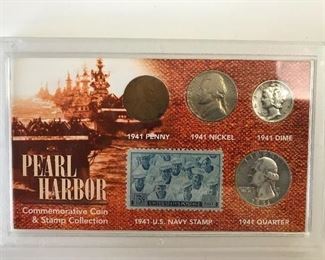 1941 PENNY
1941 NICKEL
1941 DIME
PEARL
HARBOR
Commemorative Coin
& Stamp Collection
1941 U.S. NAVY STAMP
1941 QUARTER